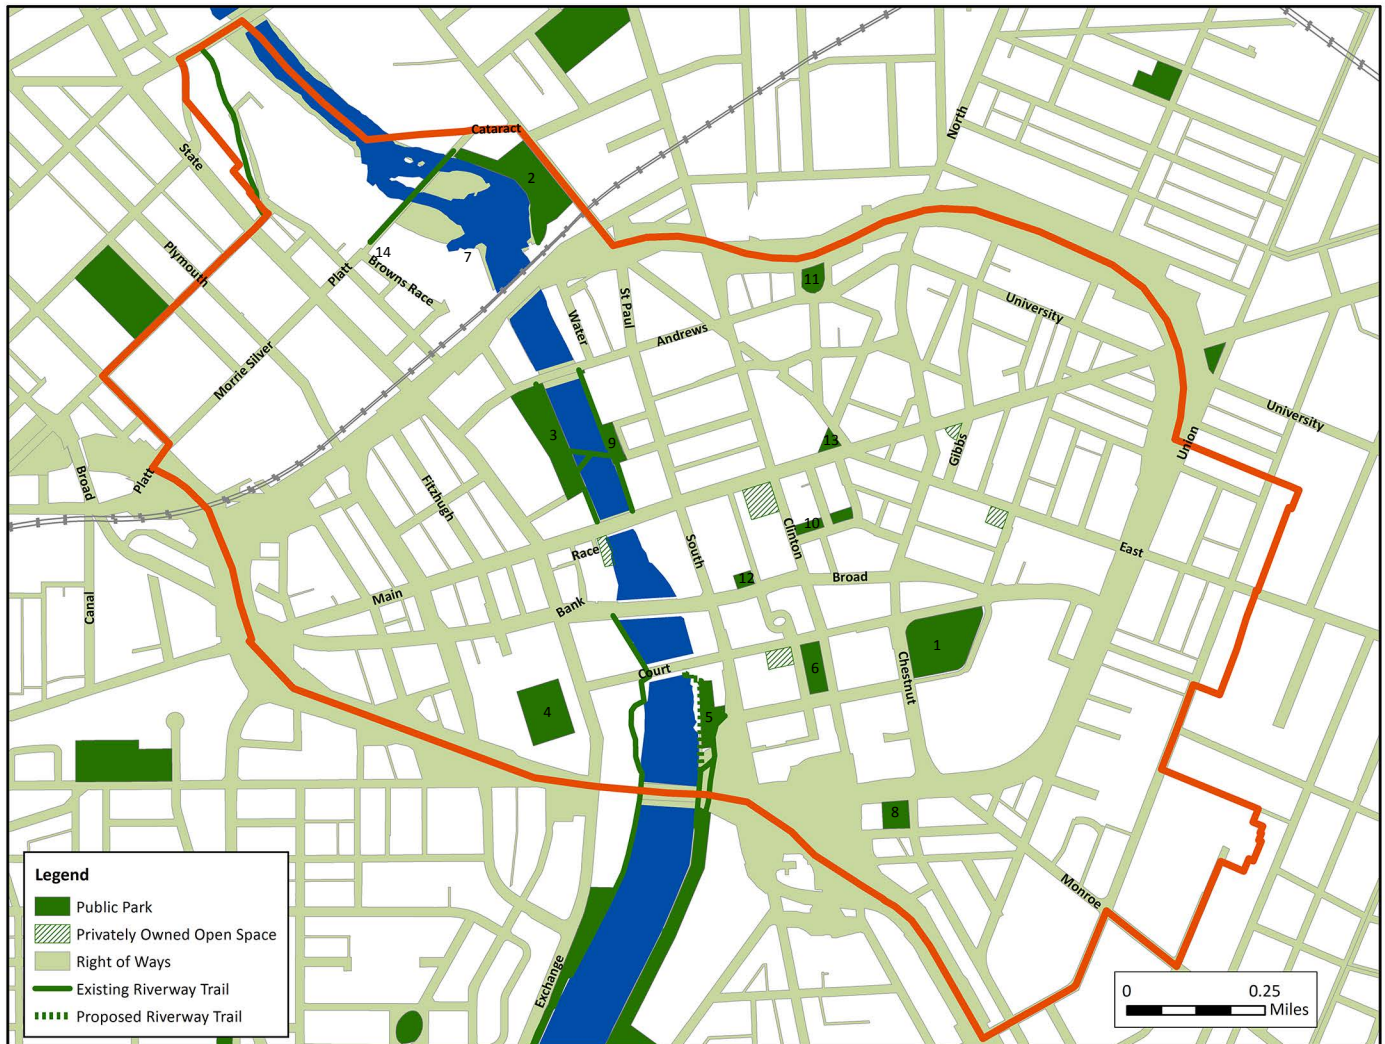 Cataract
North
State
2
14
7
Plymouth
Platt
Browns Race
11
St Paul
Water
University
Andrews
Morrie Silver
University
3
9
13
Gibbs
Union
Broad
Platt
Fitzhugh
10
Clinton
South
East
Race
12
Broad
Main
Bank
Canal
1
Court
6
Chestnut
4
5
8
Monroe
Exchange
Legend
Public Park
Privately Owned Open Space
Right of Ways
Existing Riverway Trail
Proposed Riverway Trail
0 0.25
Miles